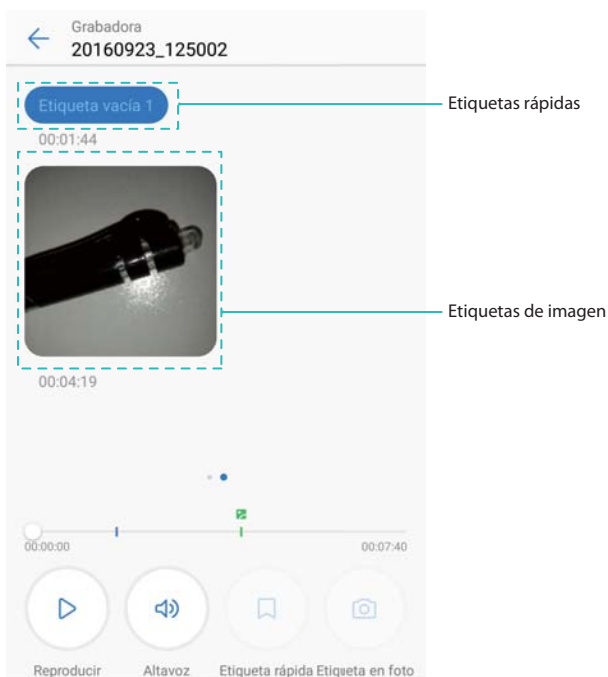 Grabadora
20160923_125002
Etiqueta vacía 1
Etiquetas rápidas
00:01:44
Etiquetas de imagen
00:04:19
00:00:00
00:07:40
Reproducir
Altavoz
Etiqueta rápida
Etiqueta en foto